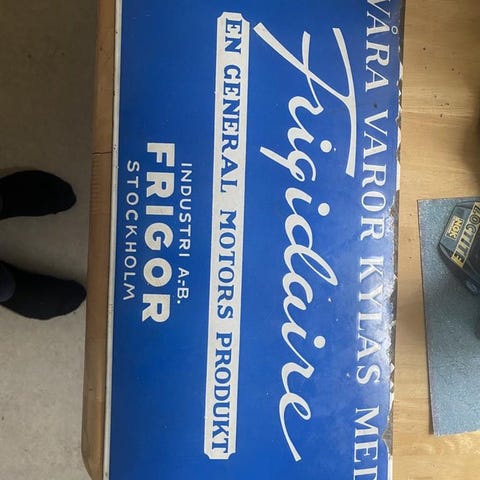 VÅRA VAROR KYLAS MED
Frigidaire
EN GENERAL MOTORS PRODUKT
INDUSTRI A.-B.
FRIGOR
STOCKHOLM